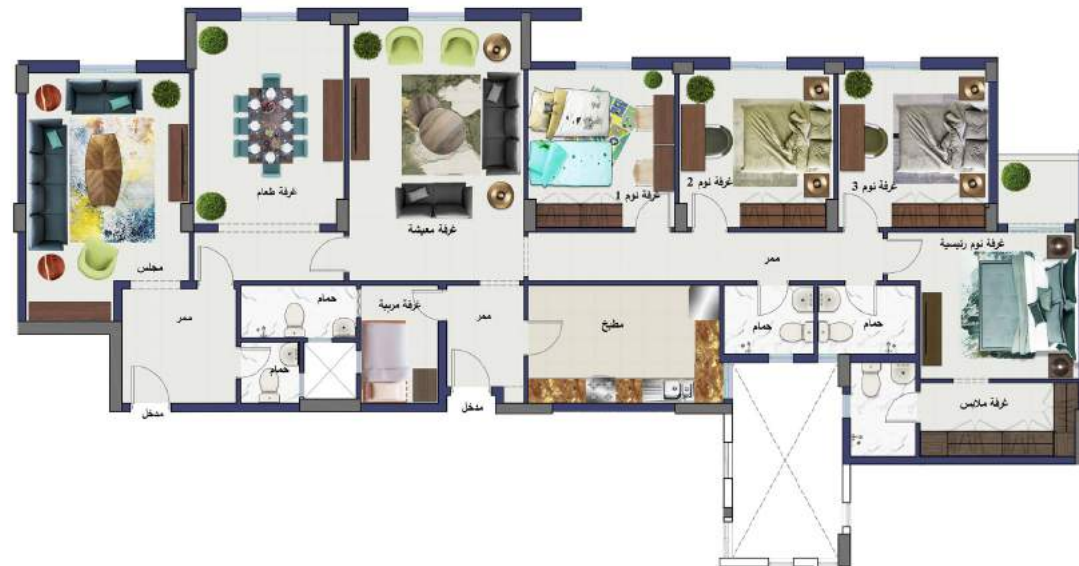 غرفة طعام
مجلس
غرفة معيشة
غرفة نوم 1
غرفة نوم 2
غرفة نوم 3
غرفة نوم رئيسية
ممر
ممر
ممر
حمام
حمام
غرفة مربية
مطبخ
حمام
حمام
غرفة ملابس
مدخل
مدخل